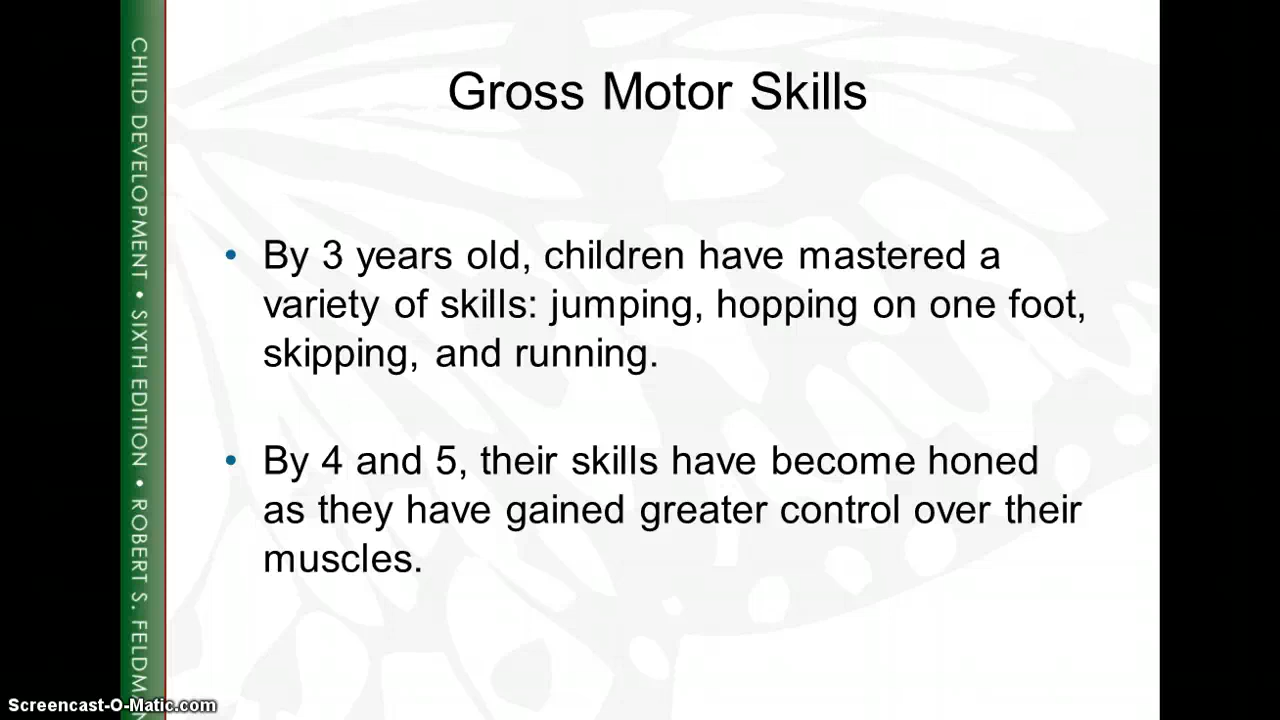 Gross Motor Skills
• By 3 years old, children have mastered a
variety of skills: jumping, hopping on one foot,
skipping, and running.
• By 4 and 5, their skills have become honed
as they have gained greater control over their
muscles.
CHILD DEVELOPMENT • SIXTH EDITION • ROBERT S. FELDMAN
Screencast-O-Matic.com